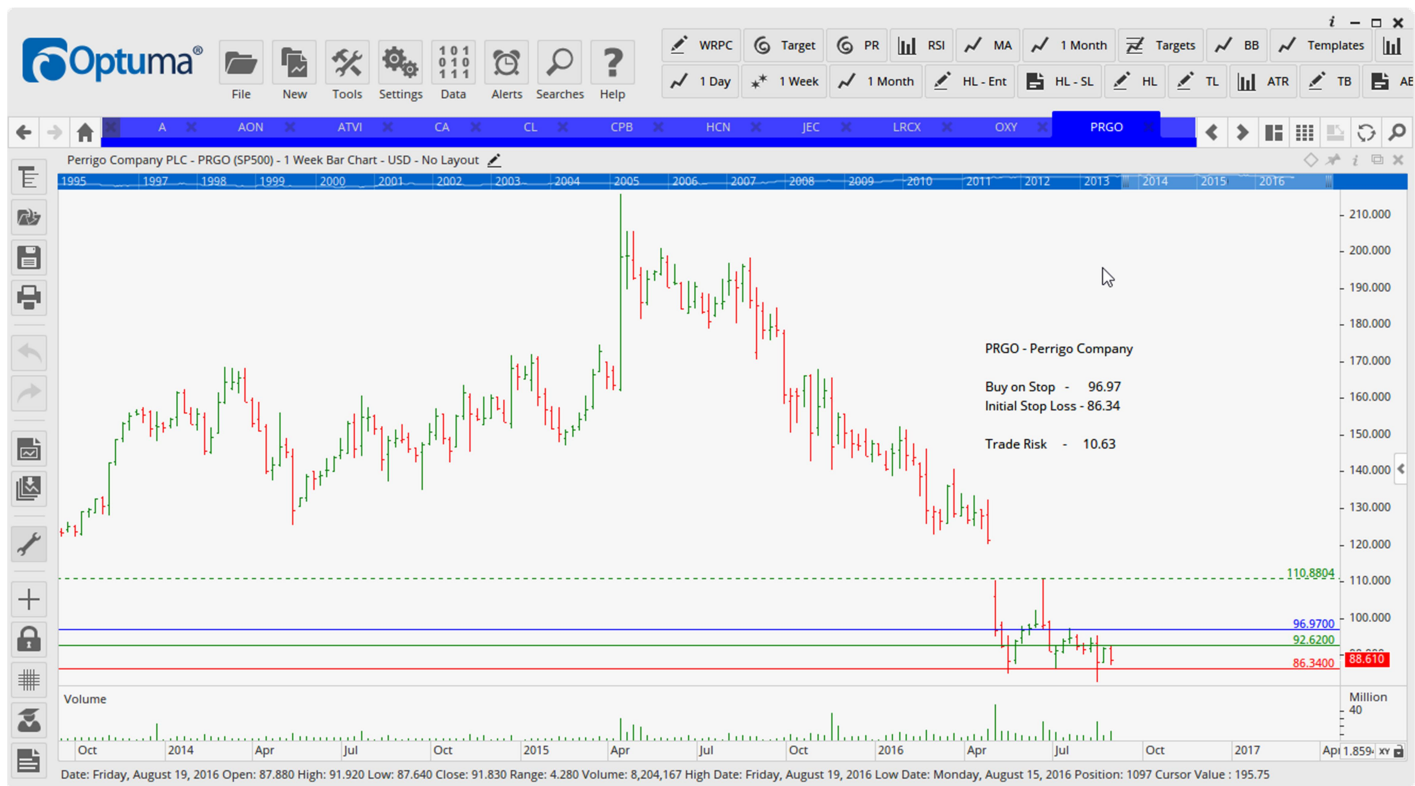 Optuma®
File
New
Tools
Settings
Data
Alerts
Searches
Help
WRPC
Target
PR
RSI
MA
1 Month
Targets
BB
Templates
1 Day
1 Week
1 Month
HL - Ent
HL - SL
HL
TL
ATR
TB
A
AON
ATVI
CA
CL
CPB
HCN
JEC
LRCX
OXY
PRGO
Perrigo Company PLC - PRGO (SP500) - 1 Week Bar Chart - USD - No Layout
1995 1997 1998 1999 2000 2001 2002 2003 2004 2005 2006 2007 2008 2009 2010 2011 2012 2013 2014 2015 2016
210.000
200.000
190.000
180.000
170.000
160.000
150.000
140.000
130.000
120.000
110.000
100.000
PRGO - Perrigo Company
Buy on Stop - 96.97
Initial Stop Loss - 86.34
Trade Risk - 10.63
110.8804
96.9700
92.6200
86.3400
88.610
Volume
Million
40
Oct 2014 Apr Jul Oct 2015 Apr Jul Oct 2016 Apr Jul Oct 2017
1.859 XY
Date: Friday, August 19, 2016 Open: 87.880 High: 91.920 Low: 87.640 Close: 91.830 Range: 4.280 Volume: 8,204,167 High Date: Friday, August 19, 2016 Low Date: Monday, August 15, 2016 Position: 1097 Cursor Value : 195.75